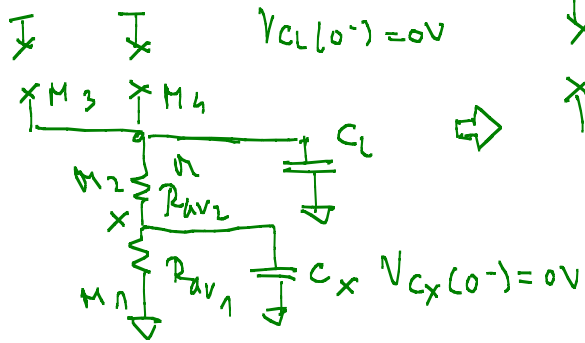 V_CL(0⁻) = 0V
M3 M4
C_L
M2 R_av2
X
M1 R_av1 C_x V_Cx(0⁻) = 0V